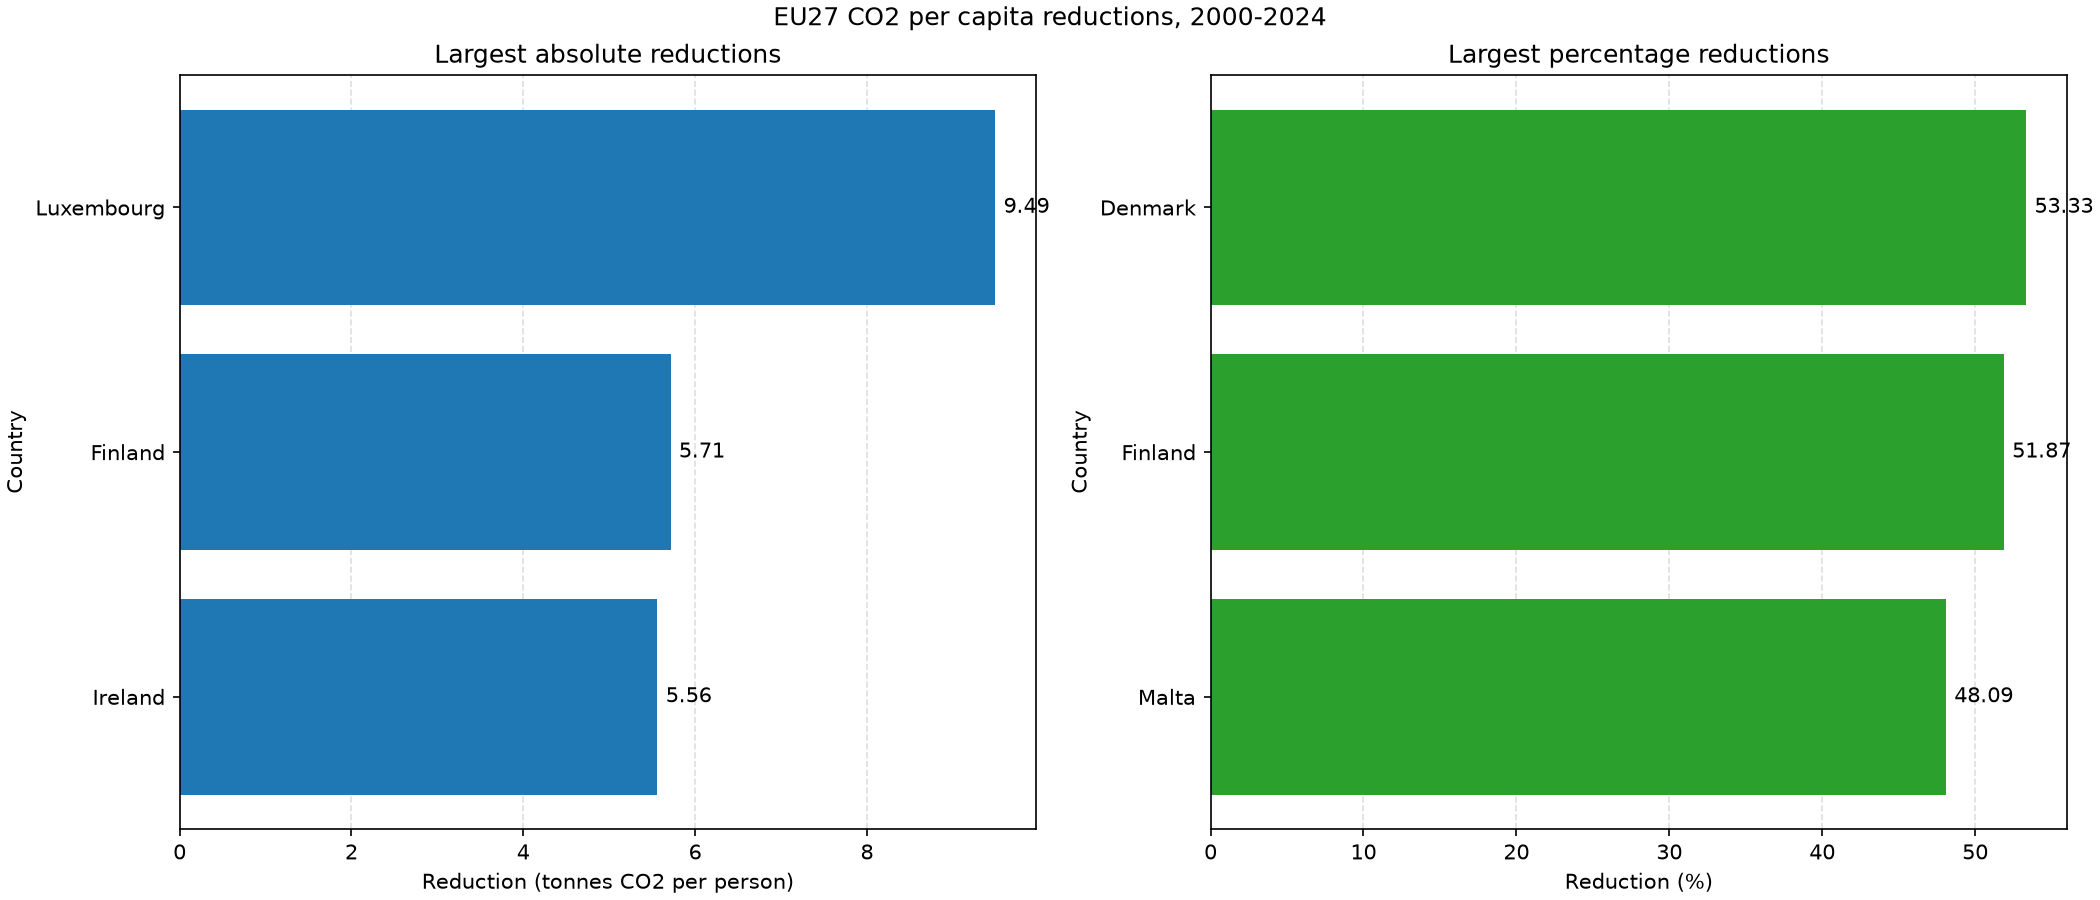 EU27 CO2 per capita reductions, 2000-2024
Largest absolute reductions
Country
Luxembourg
9.49
Finland
5.71
Ireland
5.56
0 2 4 6 8
Reduction (tonnes CO2 per person)
Largest percentage reductions
Country
Denmark
53.33
Finland
51.87
Malta
48.09
0 10 20 30 40 50
Reduction (%)